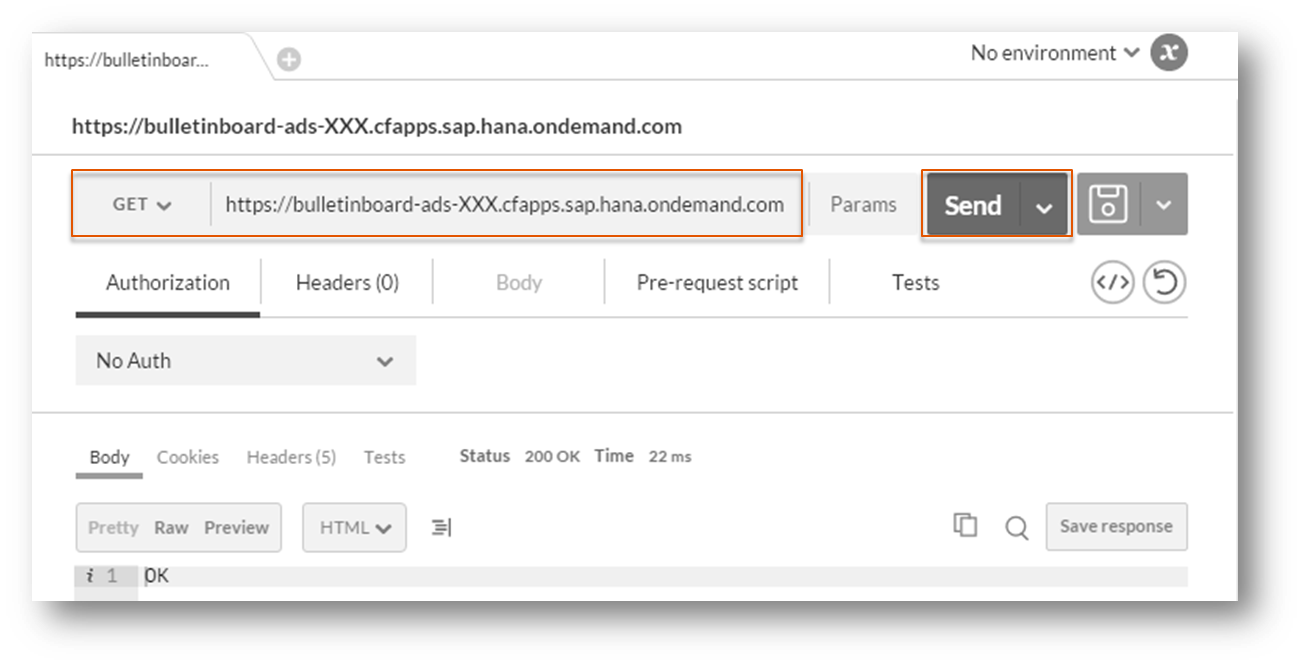 https://bulletinboar...
No environment
https://bulletinboard-ads-XXX.cfapps.sap.hana.ondemand.com
GET https://bulletinboard-ads-XXX.cfapps.sap.hana.ondemand.com Params Send
Authorization Headers (0) Body Pre-request script Tests
No Auth
Body Cookies Headers (5) Tests Status 200 OK Time 22 ms
Pretty Raw Preview HTML Save response
i 1 OK